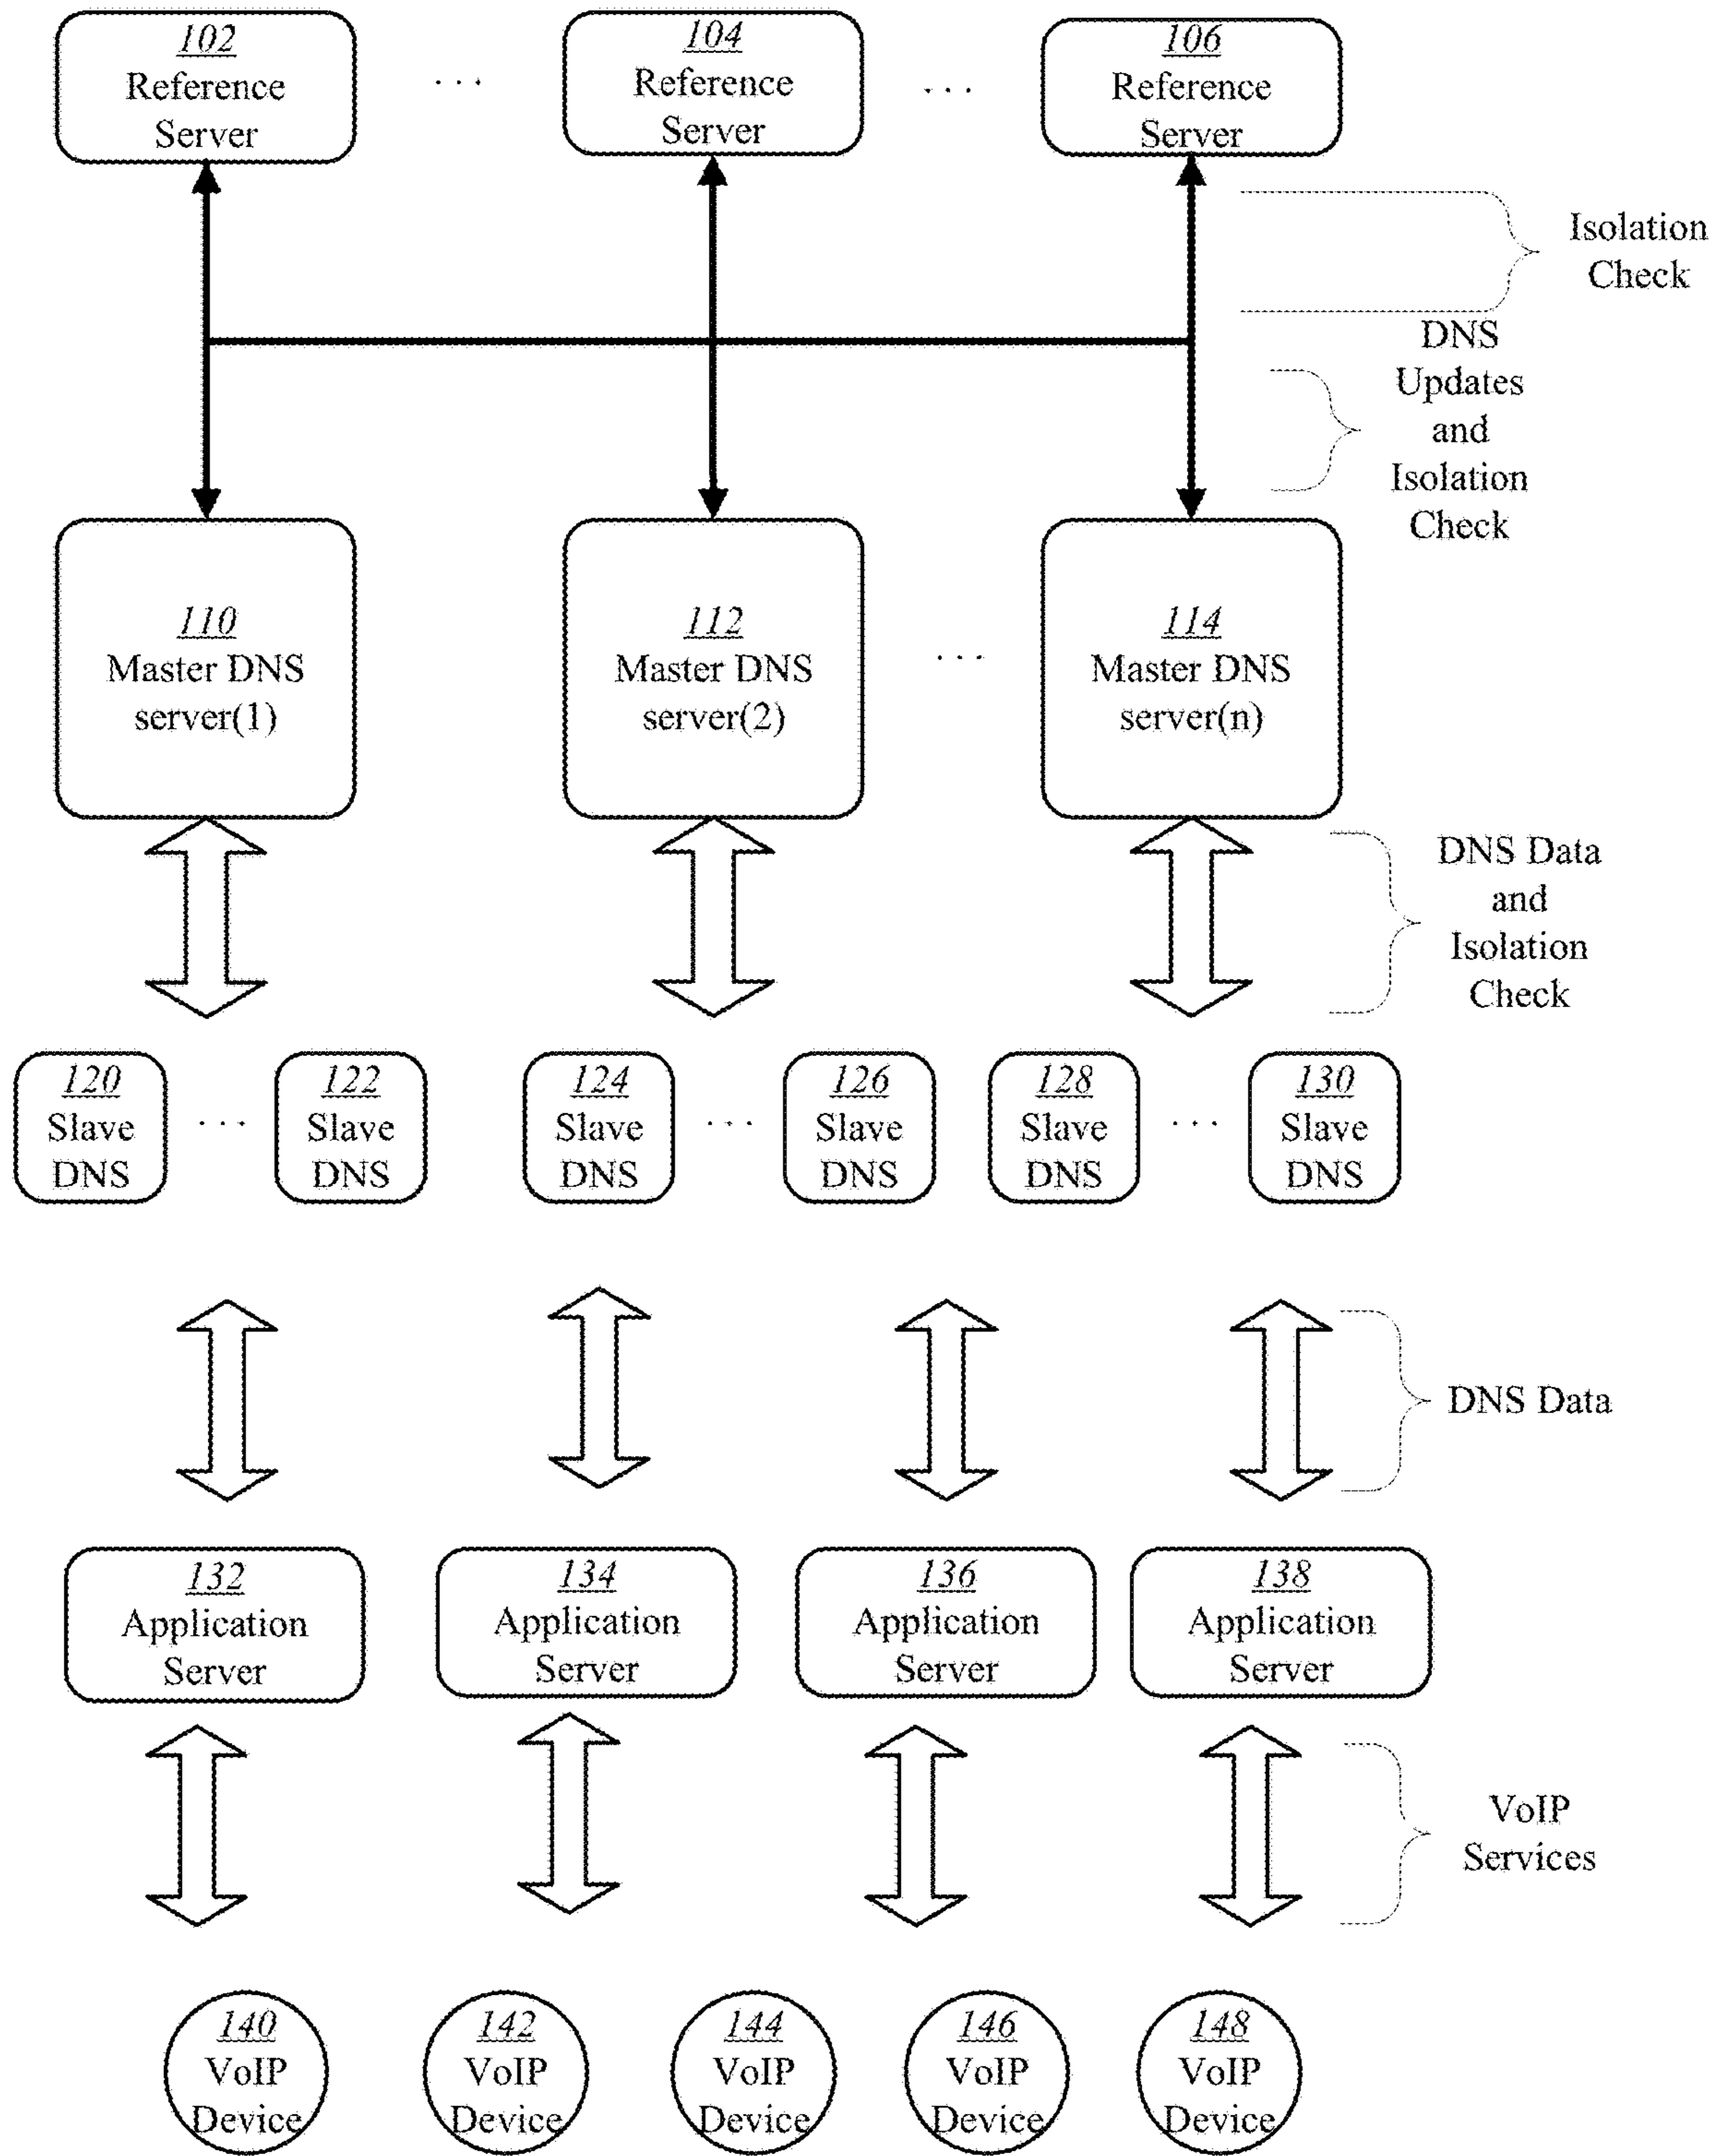 102
Reference
Server
. . .
104
Reference
Server
. . .
106
Reference
Server
Isolation
Check
DNS
Updates
and
Isolation
Check
110
Master DNS
server(1)
112
Master DNS
server(2)
. . .
114
Master DNS
server(n)
DNS Data
and
Isolation
Check
120
Slave
DNS
. . .
122
Slave
DNS
124
Slave
DNS
. . .
126
Slave
DNS
128
Slave
DNS
. . .
130
Slave
DNS
DNS Data
132
Application
Server
134
Application
Server
136
Application
Server
138
Application
Server
VoIP
Services
140
VoIP
Device
142
VoIP
Device
144
VoIP
Device
146
VoIP
Device
148
VoIP
Device